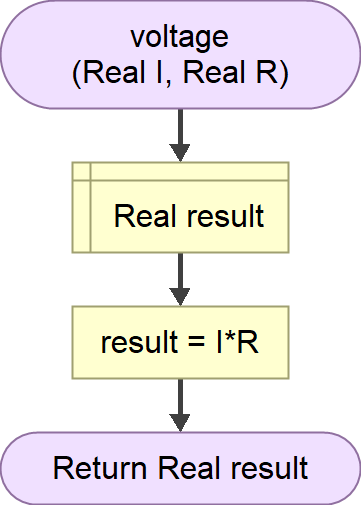 voltage
(Real I, Real R)
Real result
result = I*R
Return Real result